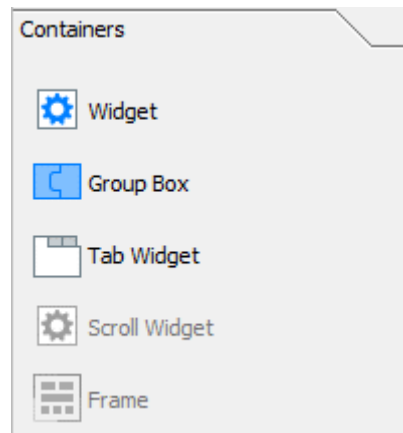 Containers
Widget
Group Box
Tab Widget
Scroll Widget
Frame